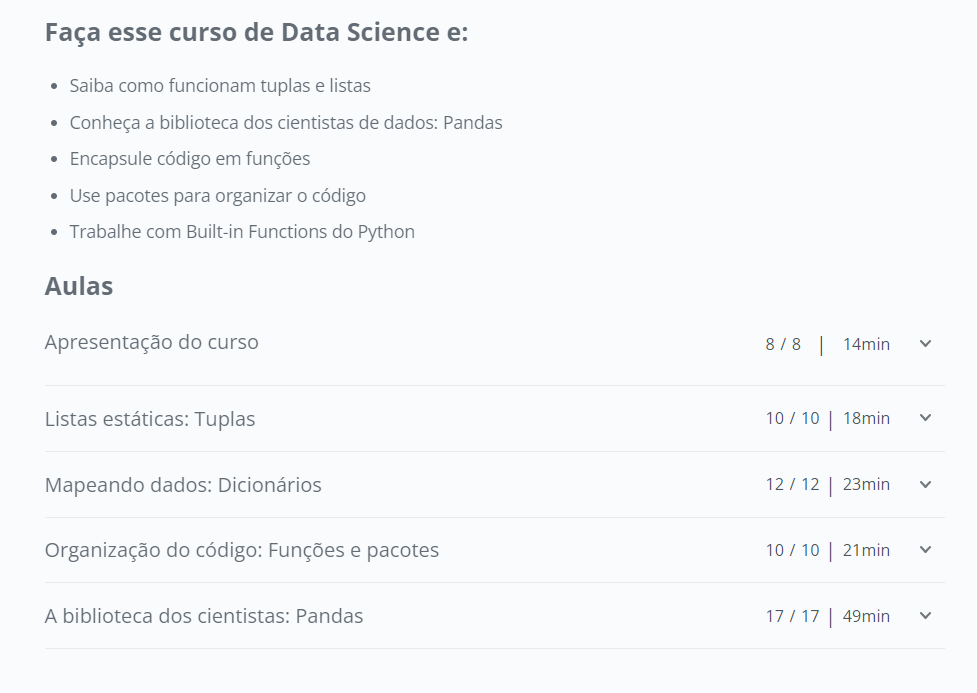 Faça esse curso de Data Science e:
Saiba como funcionam tuplas e listas
Conheça a biblioteca dos cientistas de dados: Pandas
Encapsule código em funções
Use pacotes para organizar o código
Trabalhe com Built-in Functions do Python
Aulas
Apresentação do curso 8 / 8 | 14min
Listas estáticas: Tuplas 10 / 10 | 18min
Mapeando dados: Dicionários 12 / 12 | 23min
Organização do código: Funções e pacotes 10 / 10 | 21min
A biblioteca dos cientistas: Pandas 17 / 17 | 49min